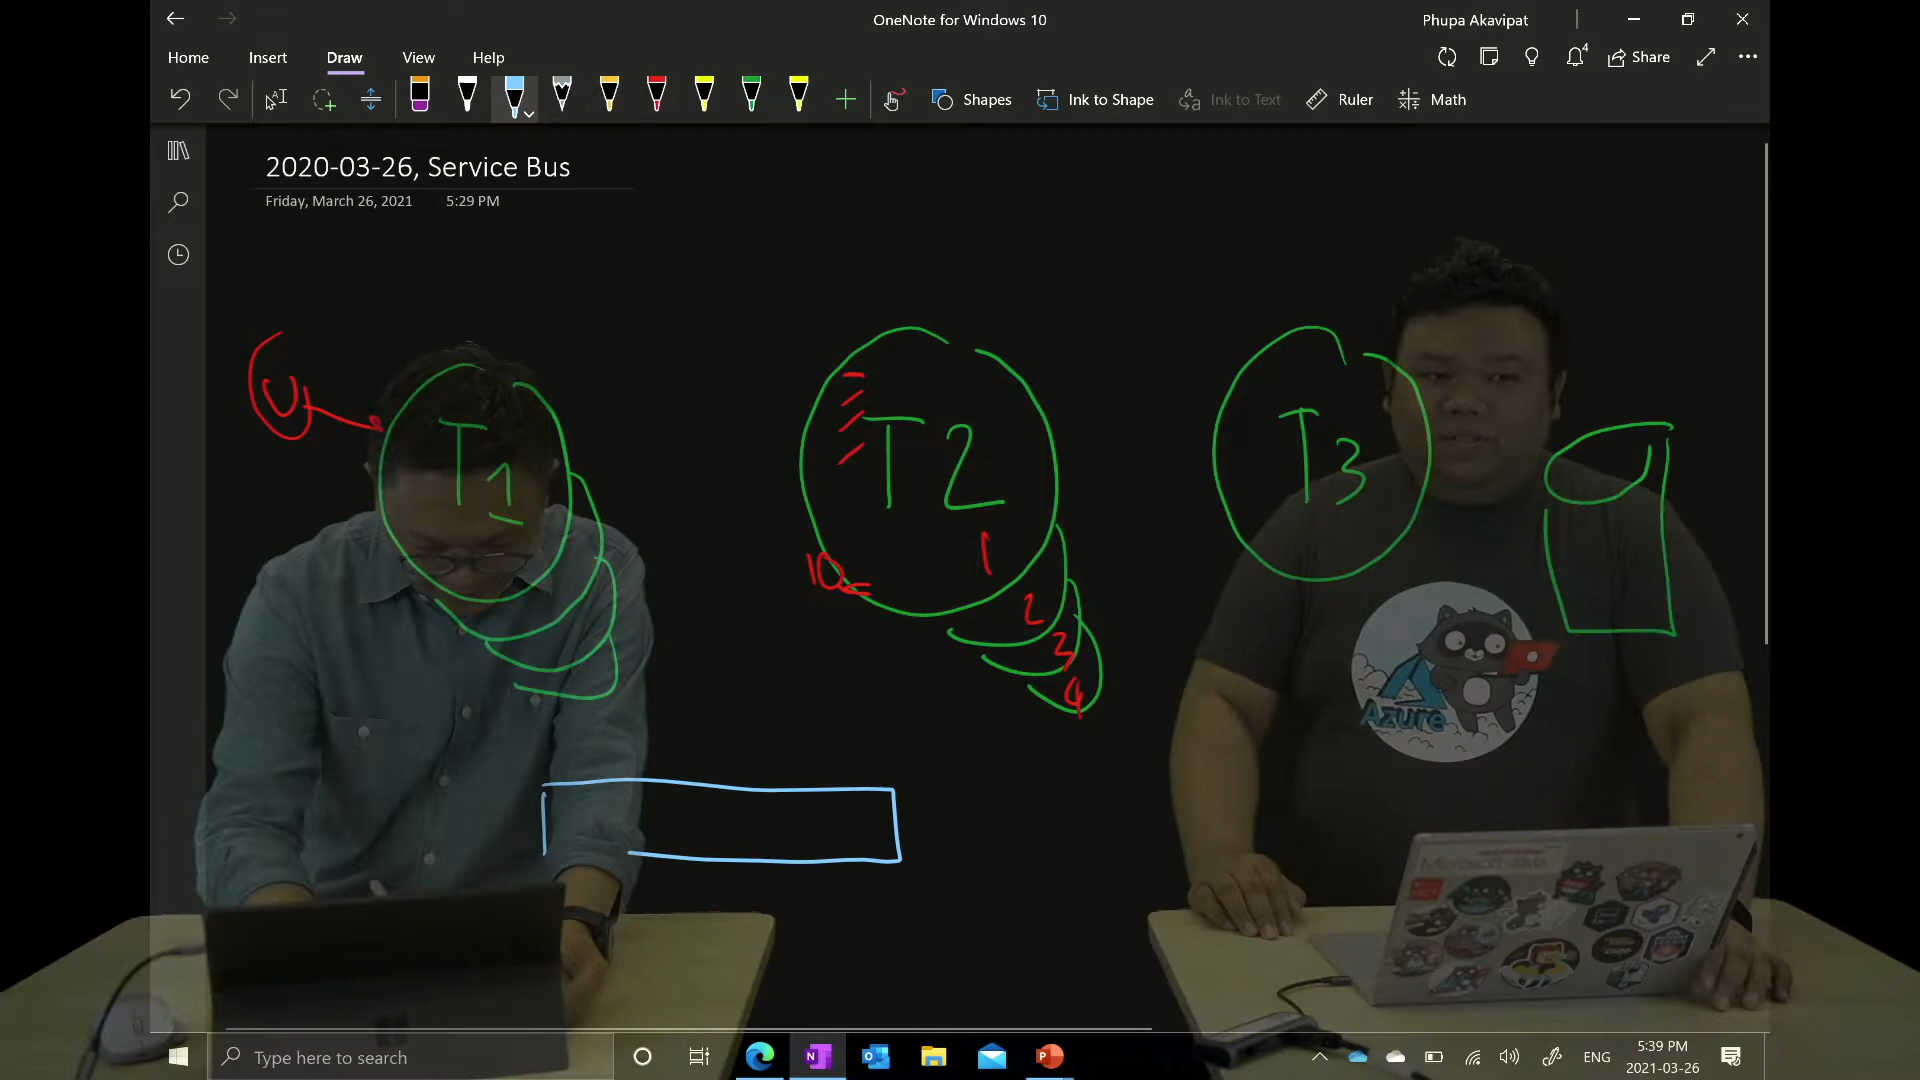 OneNote for Windows 10
Phupa Akavipat
Home Insert Draw View Help
4
Share
Shapes
Ink to Shape
Ink to Text
Ruler
Math
2020-03-26, Service Bus
Friday, March 26, 2021 5:29 PM
U
T1
T2
T3
10
1
2
3
4
Azure
Type here to search
ENG
5:39 PM
2021-03-26